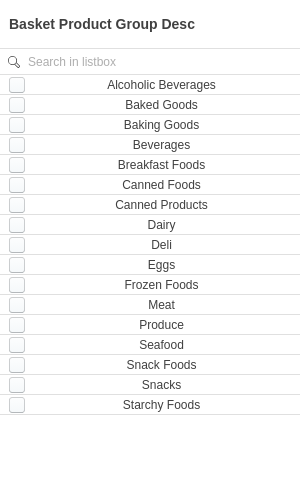 Basket Product Group Desc
Search in listbox
Alcoholic Beverages
Baked Goods
Baking Goods
Beverages
Breakfast Foods
Canned Foods
Canned Products
Dairy
Deli
Eggs
Frozen Foods
Meat
Produce
Seafood
Snack Foods
Snacks
Starchy Foods